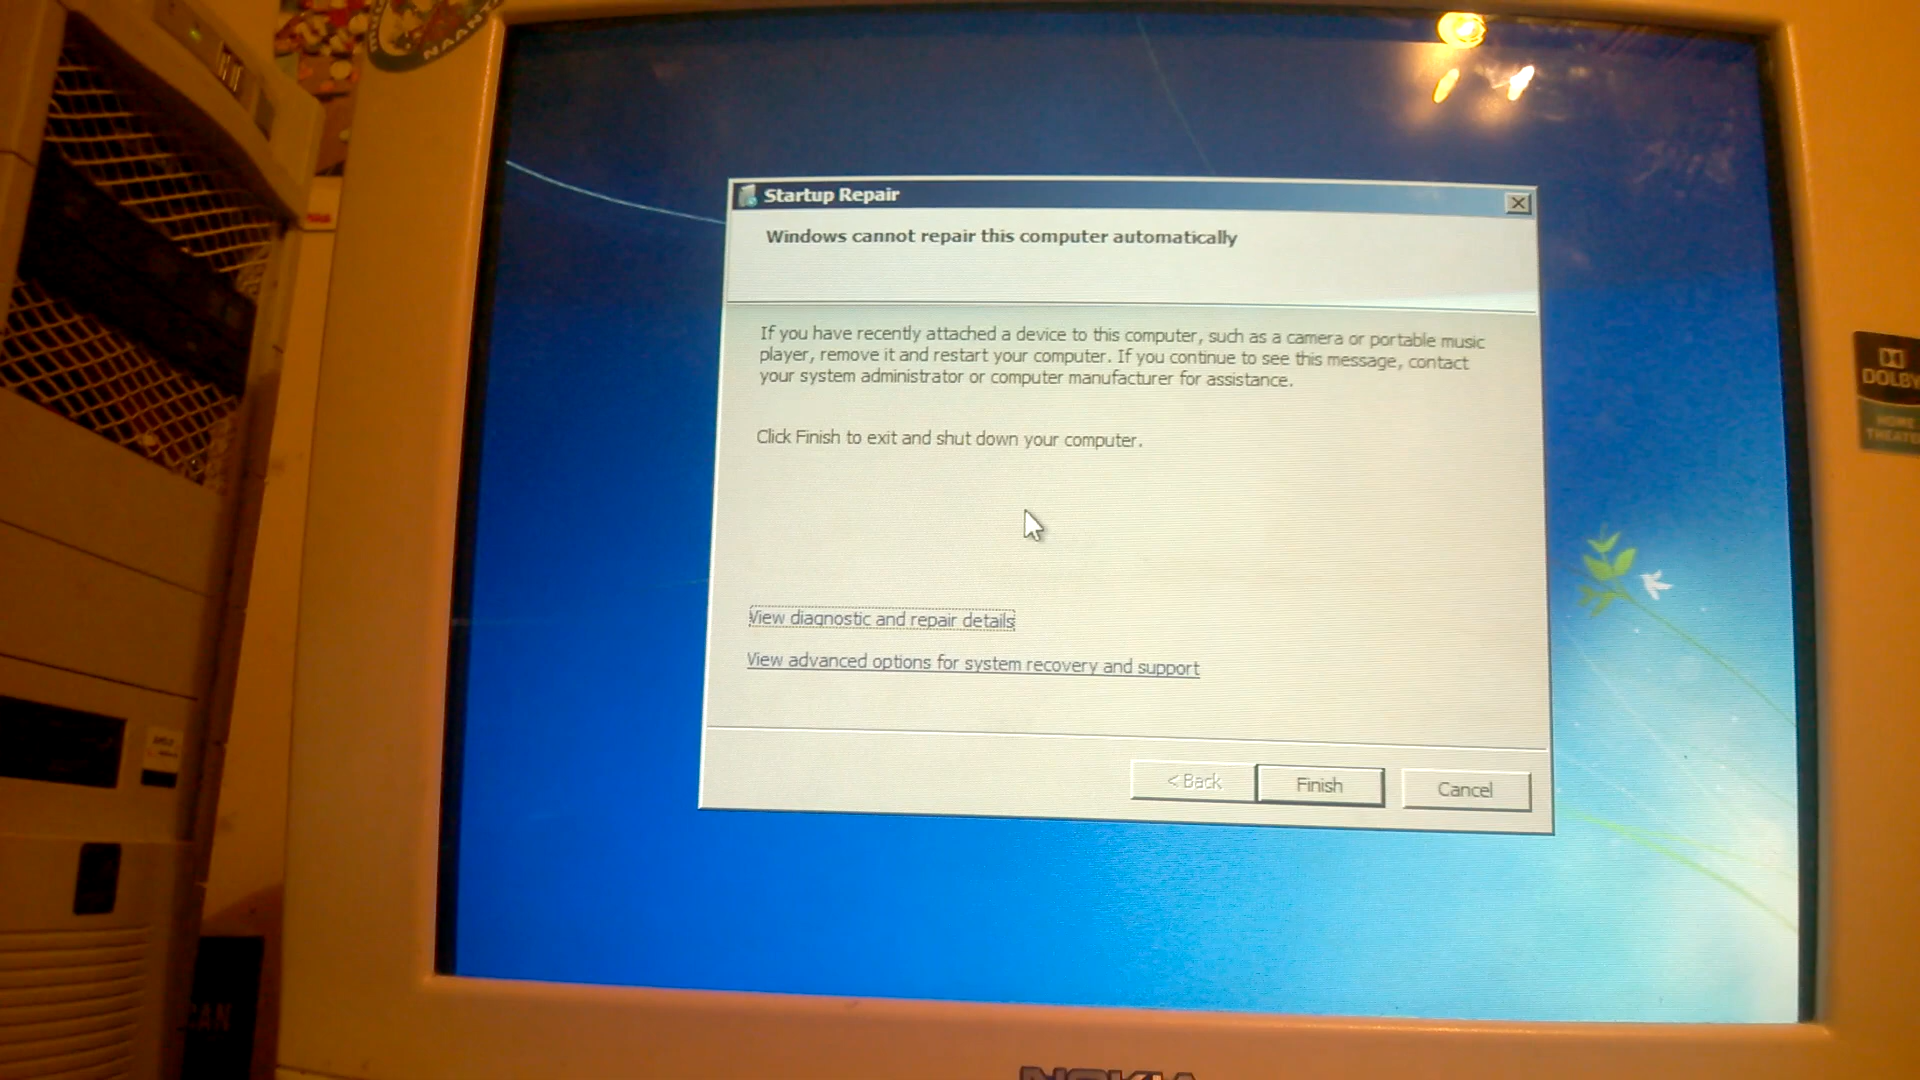 Startup Repair
Windows cannot repair this computer automatically
If you have recently attached a device to this computer, such as a camera or portable music
player, remove it and restart your computer. If you continue to see this message, contact
your system administrator or computer manufacturer for assistance.
Click Finish to exit and shut down your computer.
View diagnostic and repair details
View advanced options for system recovery and support
< Back
Finish
Cancel
DOLBY
HOME
THEATE
NOKIA